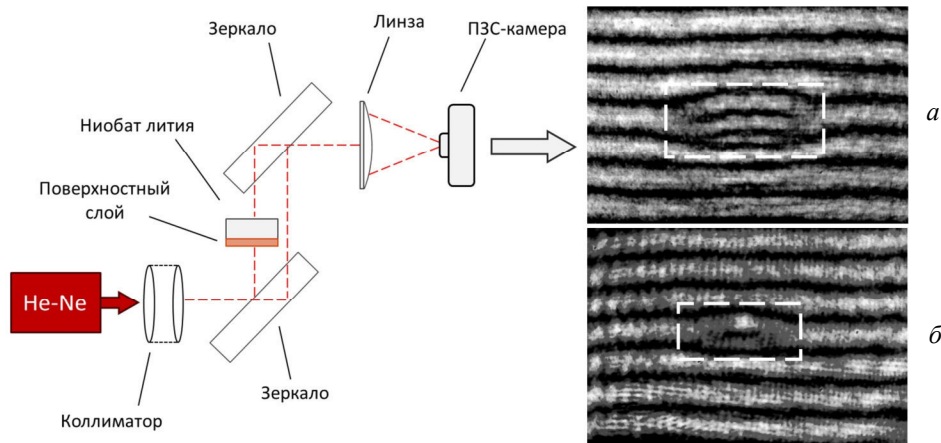 Зеркало
Линза
ПЗС-камера
Ниобат лития
Поверхностный
слой
He-Ne
Коллиматор
Зеркало
а
б